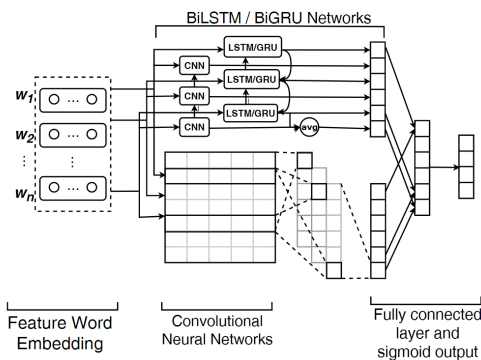 BiLSTM / BiGRU Networks
LSTM/GRU
CNN
LSTM/GRU
CNN
LSTM/GRU
CNN
avg
w1
w2
wn
Feature Word
Embedding
Convolutional
Neural Networks
Fully connected
layer and
sigmoid output